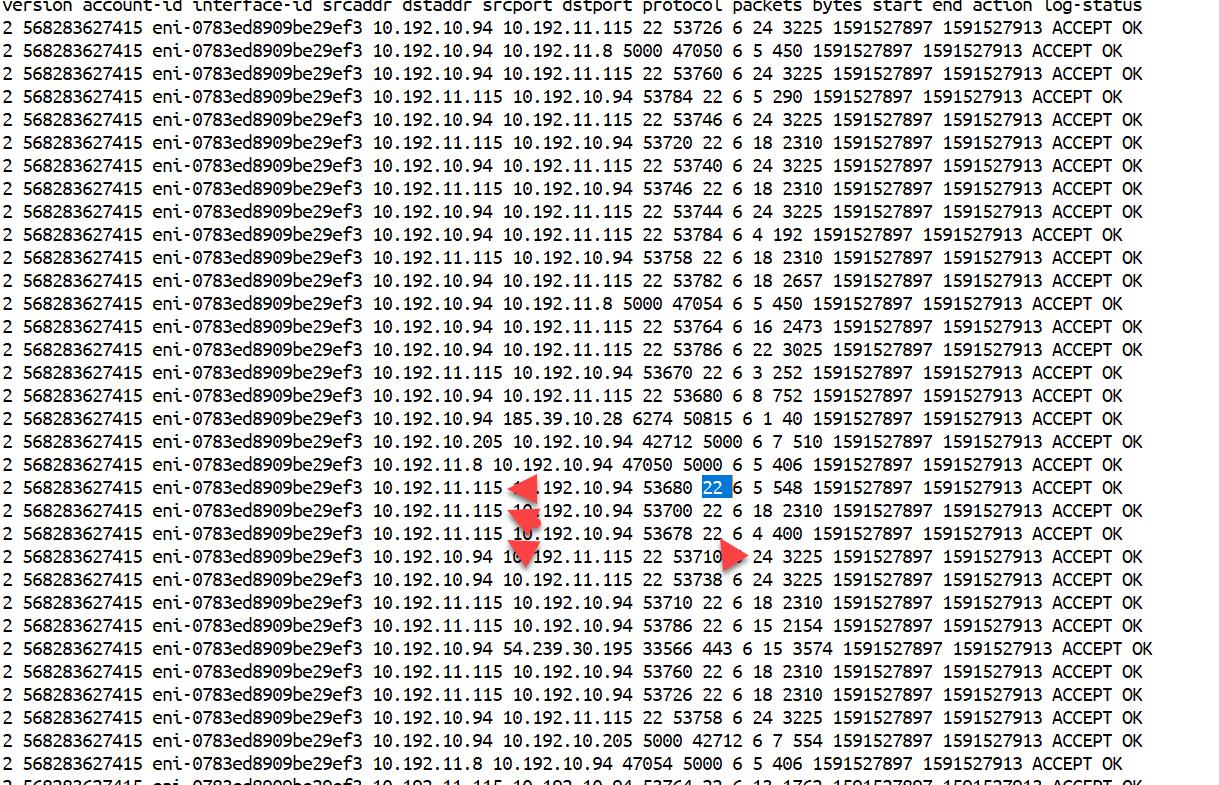 version account-id interface-id srcaddr dstaddr srcport dstport protocol packets bytes start end action log-status
2 568283627415 eni-0783ed8909be29ef3 10.192.10.94 10.192.11.115 22 53726 6 24 3225 1591527897 1591527913 ACCEPT OK
2 568283627415 eni-0783ed8909be29ef3 10.192.10.94 10.192.11.8 5000 47050 6 5 450 1591527897 1591527913 ACCEPT OK
2 568283627415 eni-0783ed8909be29ef3 10.192.10.94 10.192.11.115 22 53760 6 24 3225 1591527897 1591527913 ACCEPT OK
2 568283627415 eni-0783ed8909be29ef3 10.192.11.115 10.192.10.94 53784 22 6 5 290 1591527897 1591527913 ACCEPT OK
2 568283627415 eni-0783ed8909be29ef3 10.192.10.94 10.192.11.115 22 53746 6 24 3225 1591527897 1591527913 ACCEPT OK
2 568283627415 eni-0783ed8909be29ef3 10.192.11.115 10.192.10.94 53720 22 6 18 2310 1591527897 1591527913 ACCEPT OK
2 568283627415 eni-0783ed8909be29ef3 10.192.10.94 10.192.11.115 22 53740 6 24 3225 1591527897 1591527913 ACCEPT OK
2 568283627415 eni-0783ed8909be29ef3 10.192.11.115 10.192.10.94 53746 22 6 18 2310 1591527897 1591527913 ACCEPT OK
2 568283627415 eni-0783ed8909be29ef3 10.192.10.94 10.192.11.115 22 53744 6 24 3225 1591527897 1591527913 ACCEPT OK
2 568283627415 eni-0783ed8909be29ef3 10.192.10.94 10.192.11.115 22 53784 6 4 192 1591527897 1591527913 ACCEPT OK
2 568283627415 eni-0783ed8909be29ef3 10.192.11.115 10.192.10.94 53758 22 6 18 2310 1591527897 1591527913 ACCEPT OK
2 568283627415 eni-0783ed8909be29ef3 10.192.10.94 10.192.11.115 22 53782 6 18 2657 1591527897 1591527913 ACCEPT OK
2 568283627415 eni-0783ed8909be29ef3 10.192.10.94 10.192.11.8 5000 47054 6 5 450 1591527897 1591527913 ACCEPT OK
2 568283627415 eni-0783ed8909be29ef3 10.192.10.94 10.192.11.115 22 53764 6 16 2473 1591527897 1591527913 ACCEPT OK
2 568283627415 eni-0783ed8909be29ef3 10.192.10.94 10.192.11.115 22 53786 6 22 3025 1591527897 1591527913 ACCEPT OK
2 568283627415 eni-0783ed8909be29ef3 10.192.11.115 10.192.10.94 53670 22 6 3 252 1591527897 1591527913 ACCEPT OK
2 568283627415 eni-0783ed8909be29ef3 10.192.10.94 10.192.11.115 22 53680 6 8 752 1591527897 1591527913 ACCEPT OK
2 568283627415 eni-0783ed8909be29ef3 10.192.10.94 185.39.10.28 6274 50815 6 1 40 1591527897 1591527913 ACCEPT OK
2 568283627415 eni-0783ed8909be29ef3 10.192.10.205 10.192.10.94 42712 5000 6 7 510 1591527897 1591527913 ACCEPT OK
2 568283627415 eni-0783ed8909be29ef3 10.192.11.8 10.192.10.94 47050 5000 6 5 406 1591527897 1591527913 ACCEPT OK
2 568283627415 eni-0783ed8909be29ef3 10.192.11.115 10.192.10.94 53680 22 6 5 548 1591527897 1591527913 ACCEPT OK
2 568283627415 eni-0783ed8909be29ef3 10.192.11.115 10.192.10.94 53700 22 6 18 2310 1591527897 1591527913 ACCEPT OK
2 568283627415 eni-0783ed8909be29ef3 10.192.11.115 10.192.10.94 53678 22 6 4 400 1591527897 1591527913 ACCEPT OK
2 568283627415 eni-0783ed8909be29ef3 10.192.10.94 10.192.11.115 22 53710 24 3225 1591527897 1591527913 ACCEPT OK
2 568283627415 eni-0783ed8909be29ef3 10.192.10.94 10.192.11.115 22 53738 6 24 3225 1591527897 1591527913 ACCEPT OK
2 568283627415 eni-0783ed8909be29ef3 10.192.11.115 10.192.10.94 53710 22 6 18 2310 1591527897 1591527913 ACCEPT OK
2 568283627415 eni-0783ed8909be29ef3 10.192.11.115 10.192.10.94 53786 22 6 15 2154 1591527897 1591527913 ACCEPT OK
2 568283627415 eni-0783ed8909be29ef3 10.192.10.94 54.239.30.195 33566 443 6 15 3574 1591527897 1591527913 ACCEPT OK
2 568283627415 eni-0783ed8909be29ef3 10.192.11.115 10.192.10.94 53760 22 6 18 2310 1591527897 1591527913 ACCEPT OK
2 568283627415 eni-0783ed8909be29ef3 10.192.11.115 10.192.10.94 53726 22 6 18 2310 1591527897 1591527913 ACCEPT OK
2 568283627415 eni-0783ed8909be29ef3 10.192.10.94 10.192.11.115 22 53758 6 24 3225 1591527897 1591527913 ACCEPT OK
2 568283627415 eni-0783ed8909be29ef3 10.192.10.94 10.192.10.205 5000 42712 6 7 554 1591527897 1591527913 ACCEPT OK
2 568283627415 eni-0783ed8909be29ef3 10.192.11.8 10.192.10.94 47054 5000 6 5 406 1591527897 1591527913 ACCEPT OK